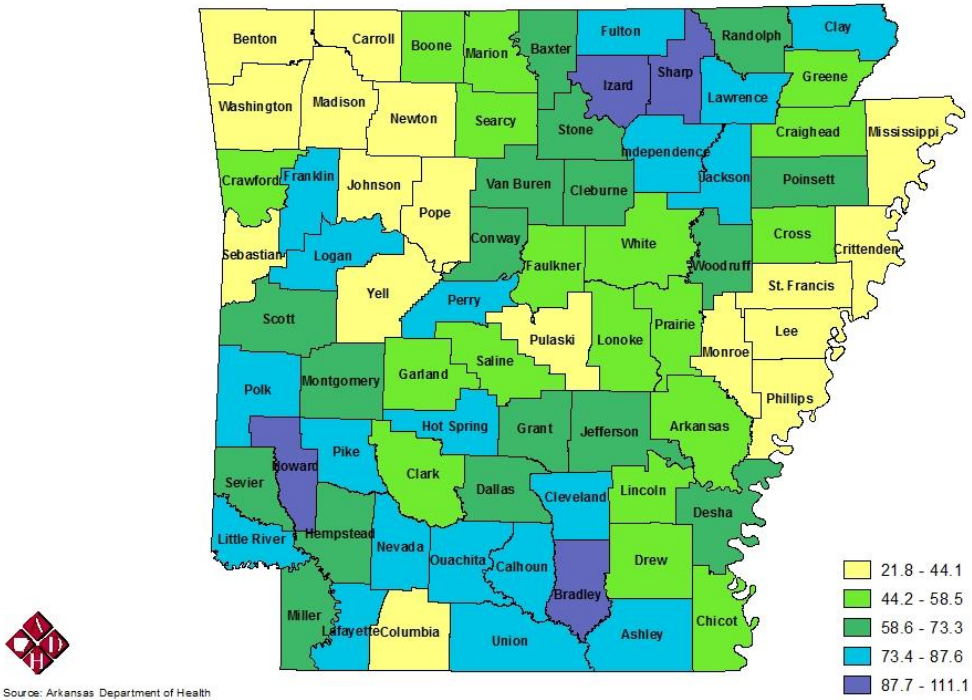 Benton
Carroll
Boone
Marion
Baxter
Fulton
Sharp
Randolph
Clay
Izard
Lawrence
Greene
Washington
Madison
Newton
Searcy
Stone
Independence
Jackson
Craighead
Mississippi
Crawford
Franklin
Johnson
Pope
Van Buren
Cleburne
Poinsett
Sebastian
Logan
Conway
Faulkner
White
Woodruff
Cross
Crittenden
Scott
Yell
Perry
Pulaski
Lonoke
Prairie
St. Francis
Monroe
Lee
Phillips
Polk
Montgomery
Garland
Saline
Hot Spring
Grant
Jefferson
Arkansas
Howard
Pike
Clark
Dallas
Cleveland
Lincoln
Desha
Sevier
Little River
Hempstead
Nevada
Ouachita
Calhoun
Bradley
Drew
Chicot
Miller
Lafayette
Columbia
Union
Ashley
21.8 - 44.1
44.2 - 58.5
58.6 - 73.3
73.4 - 87.6
87.7 - 111.1
A
D
H
Source: Arkansas Department of Health